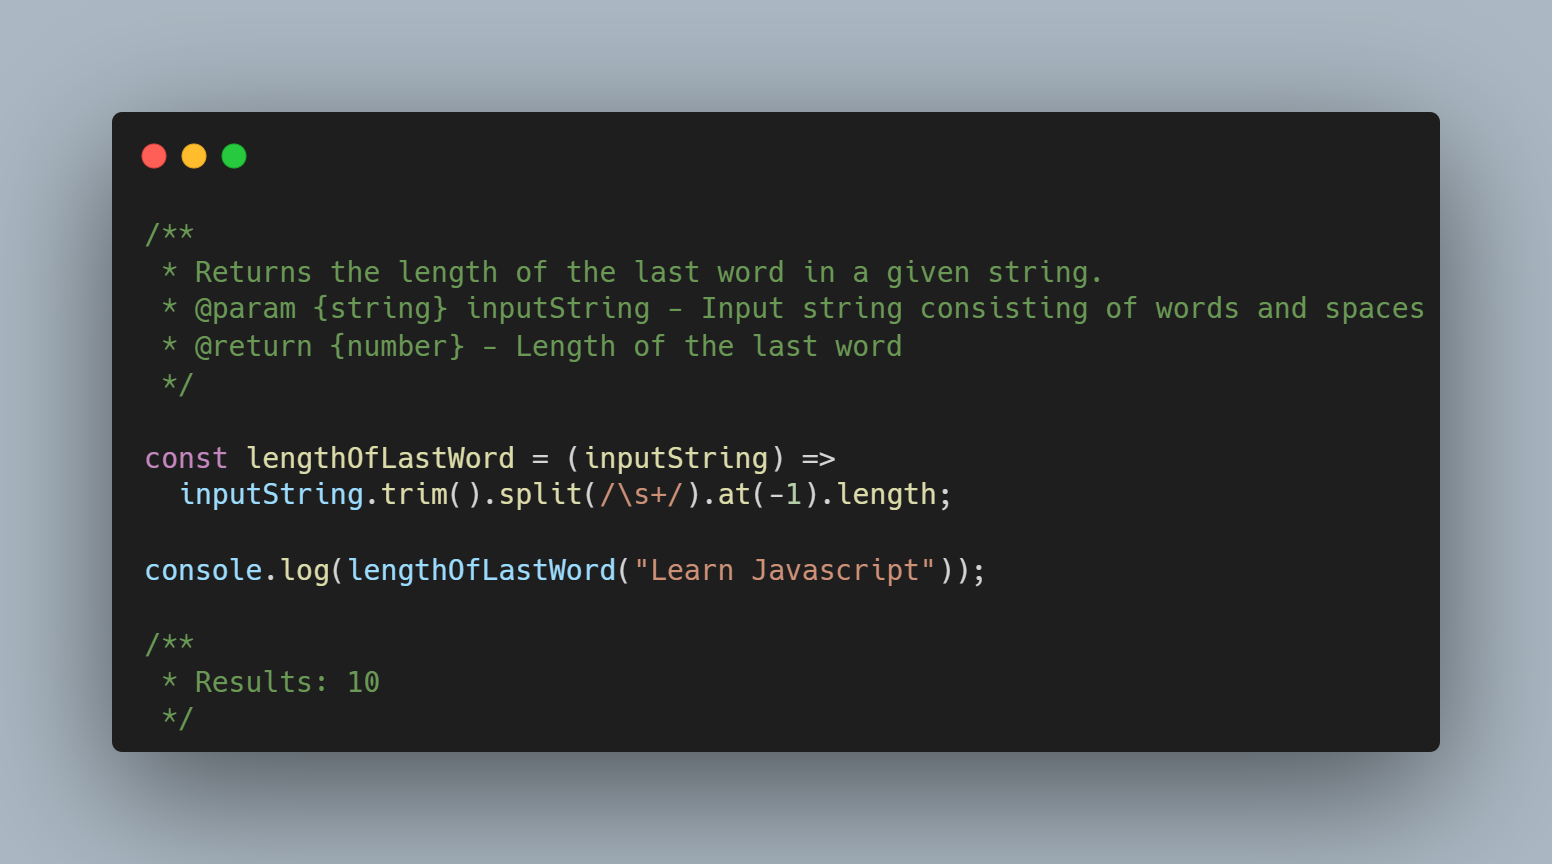 /**
 * Returns the length of the last word in a given string.
 * @param {string} inputString - Input string consisting of words and spaces
 * @return {number} - Length of the last word
 */
const lengthOfLastWord = (inputString) =>
  inputString.trim().split(/\s+/).at(-1).length;
console.log(lengthOfLastWord("Learn Javascript"));
/**
 * Results: 10
 */